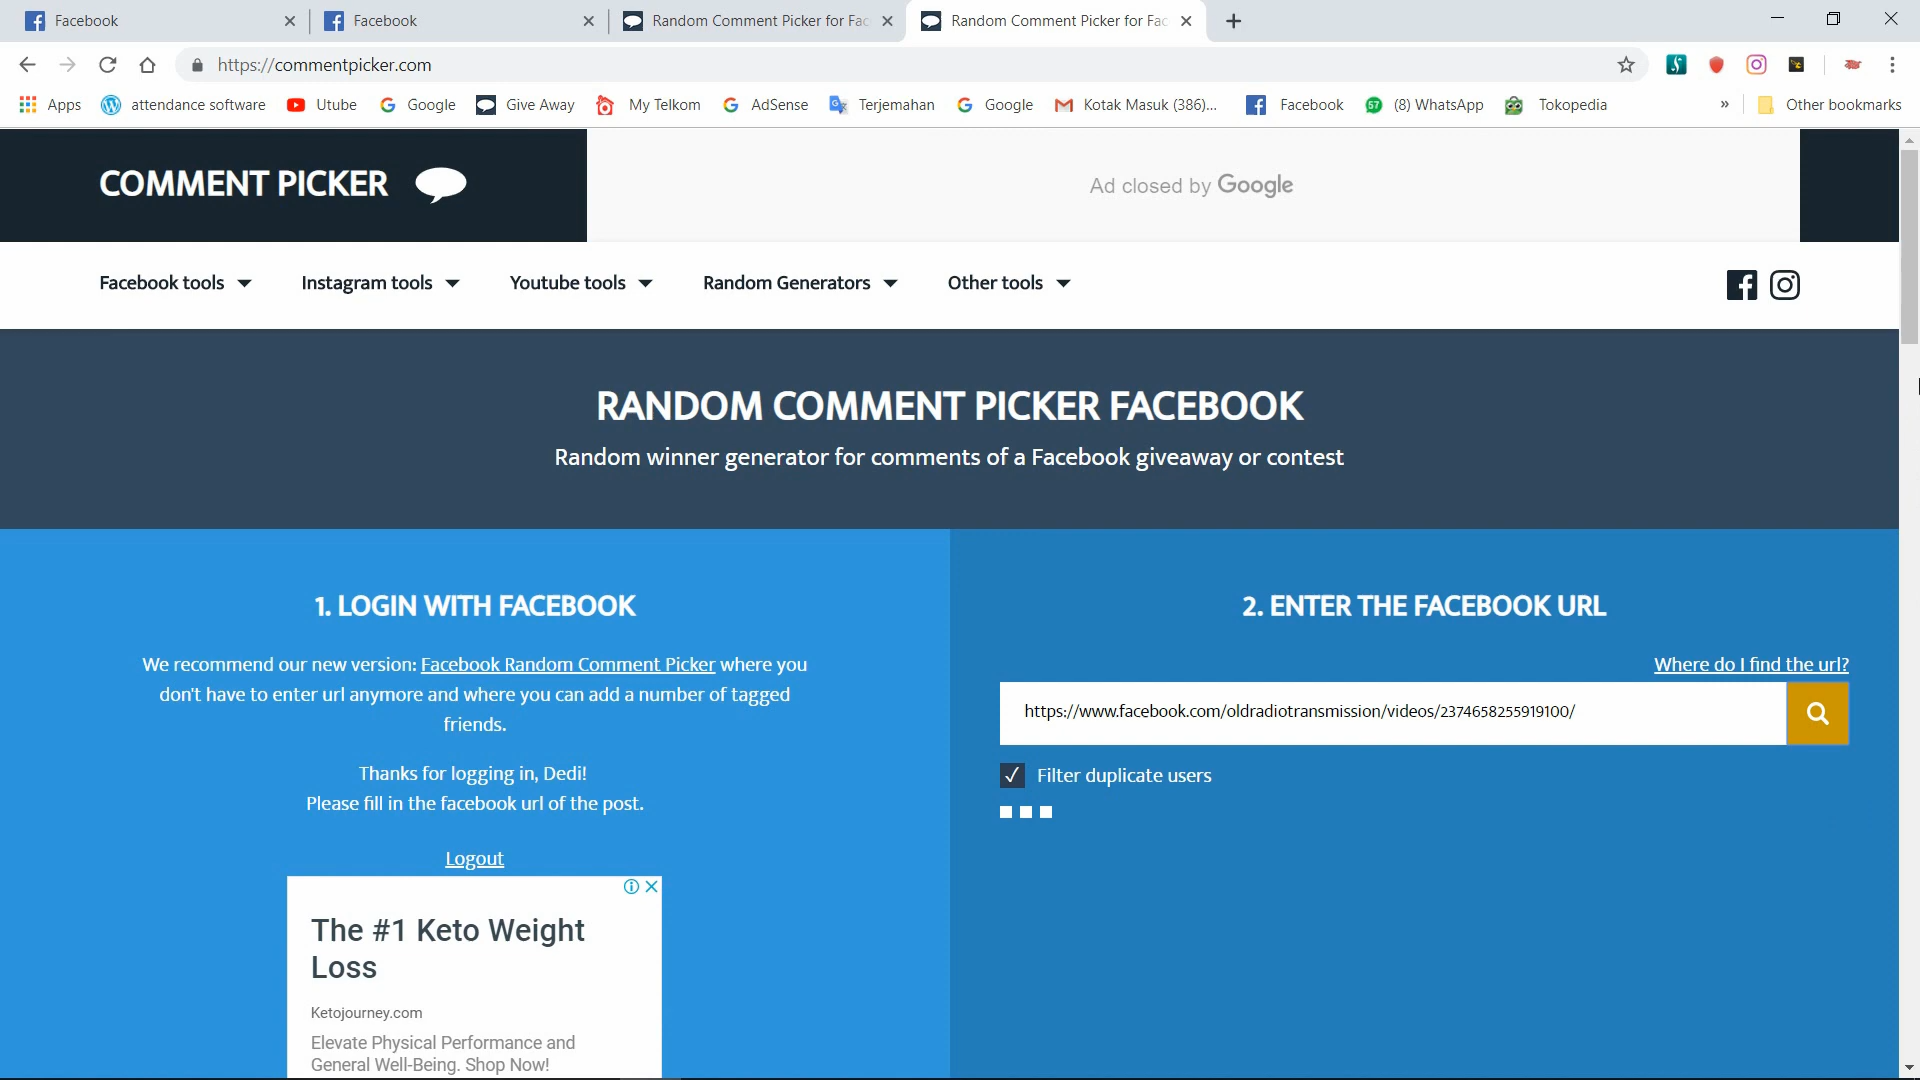 Facebook
Facebook
Random Comment Picker for Fac
Random Comment Picker for Fac
https://commentpicker.com
Apps
attendance software
Utube
Google
Give Away
My Telkom
AdSense
Terjemahan
Google
Kotak Masuk (386)...
Facebook
57
(8) WhatsApp
Tokopedia
»
Other bookmarks
COMMENT PICKER
Ad closed by Google
Facebook tools
Instagram tools
Youtube tools
Random Generators
Other tools
RANDOM COMMENT PICKER FACEBOOK
Random winner generator for comments of a Facebook giveaway or contest
1. LOGIN WITH FACEBOOK
We recommend our new version: Facebook Random Comment Picker where you
don't have to enter url anymore and where you can add a number of tagged
friends.
Thanks for logging in, Dedi!
Please fill in the facebook url of the post.
Logout
The #1 Keto Weight
Loss
Ketojourney.com
Elevate Physical Performance and
General Well-Being. Shop Now!
2. ENTER THE FACEBOOK URL
Where do I find the url?
https://www.facebook.com/oldradiotransmission/videos/2374658255919100/
Filter duplicate users